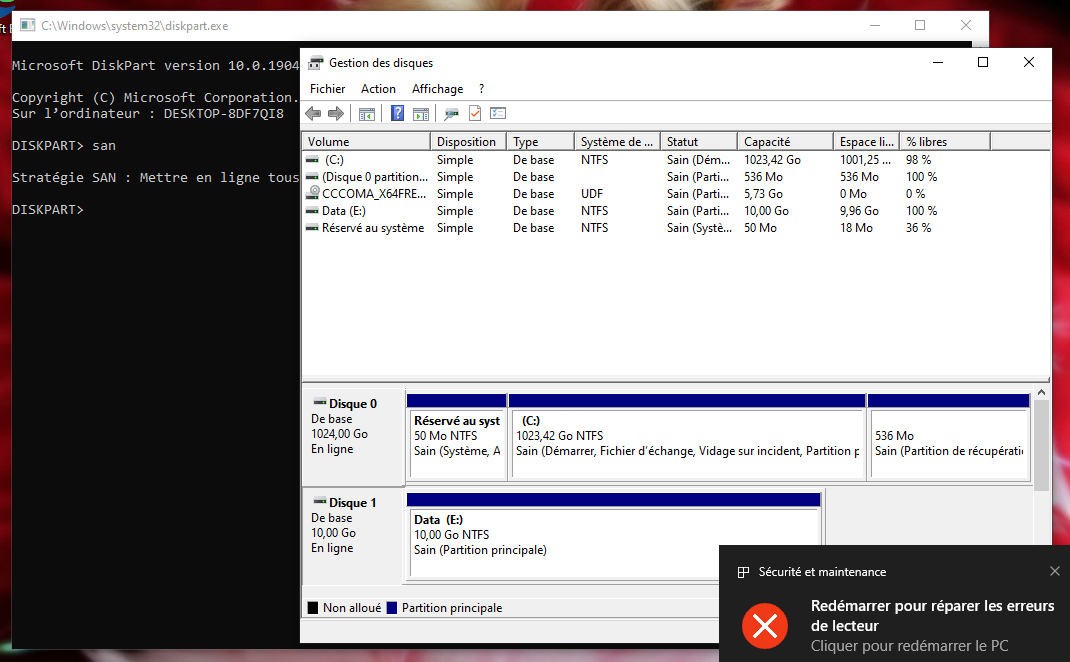 C:\Windows\system32\diskpart.exe
Microsoft DiskPart version 10.0.1904
Copyright (C) Microsoft Corporation.
Sur l’ordinateur : DESKTOP-8DF7QI8
DISKPART> san
Stratégie SAN : Mettre en ligne tous
DISKPART>
Gestion des disques
Fichier Action Affichage ?
Volume Disposition Type Système de ... Statut Capacité Espace li... % libres
(C:) Simple De base NTFS Sain (Dém... 1023,42 Go 1001,25 ... 98 %
(Disque 0 partition... Simple De base Sain (Parti... 536 Mo 536 Mo 100 %
CCCOMA_X64FRE... Simple De base UDF Sain (Parti... 5,73 Go 0 Mo 0 %
Data (E:) Simple De base NTFS Sain (Parti... 10,00 Go 9,96 Go 100 %
Réservé au système Simple De base NTFS Sain (Systè... 50 Mo 18 Mo 36 %
Disque 0
De base
1024,00 Go
En ligne
Réservé au syst
50 Mo NTFS
Sain (Système, A
(C:)
1023,42 Go NTFS
Sain (Démarrer, Fichier d’échange, Vidage sur incident, Partition p
536 Mo
Sain (Partition de récupérati
Disque 1
De base
10,00 Go
En ligne
Data (E:)
10,00 Go NTFS
Sain (Partition principale)
Non alloué Partition principale
Sécurité et maintenance
Redémarrer pour réparer les erreurs
de lecteur
Cliquer pour redémarrer le PC